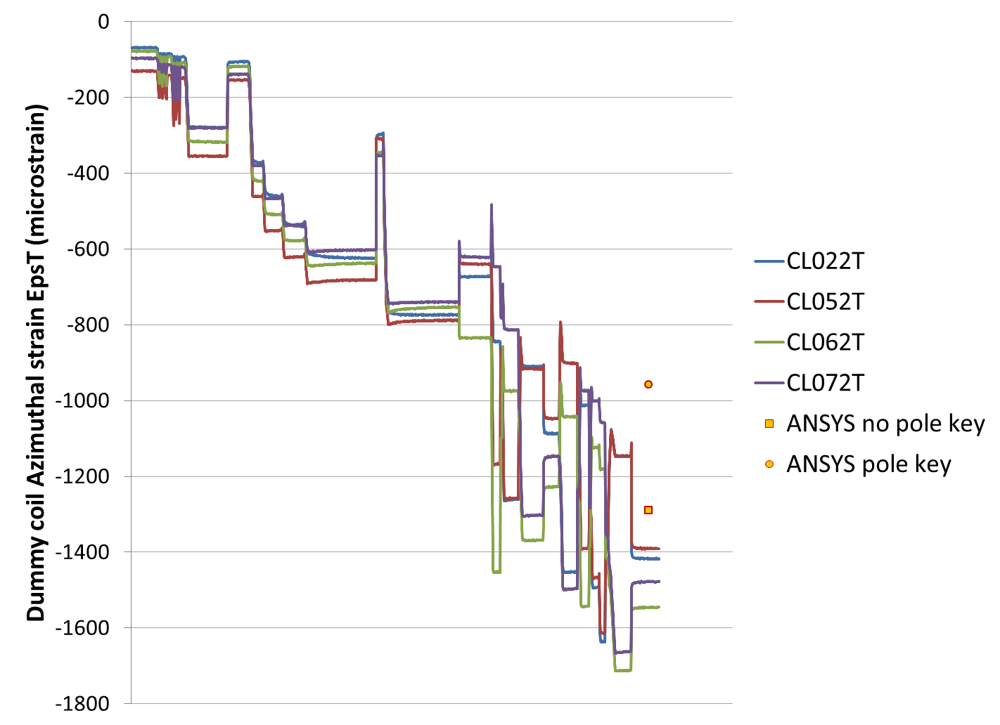 Dummy coil Azimuthal strain EpsT (microstrain)
0
-200
-400
-600
-800
-1000
-1200
-1400
-1600
-1800
CL022T
CL052T
CL062T
CL072T
ANSYS no pole key
ANSYS pole key